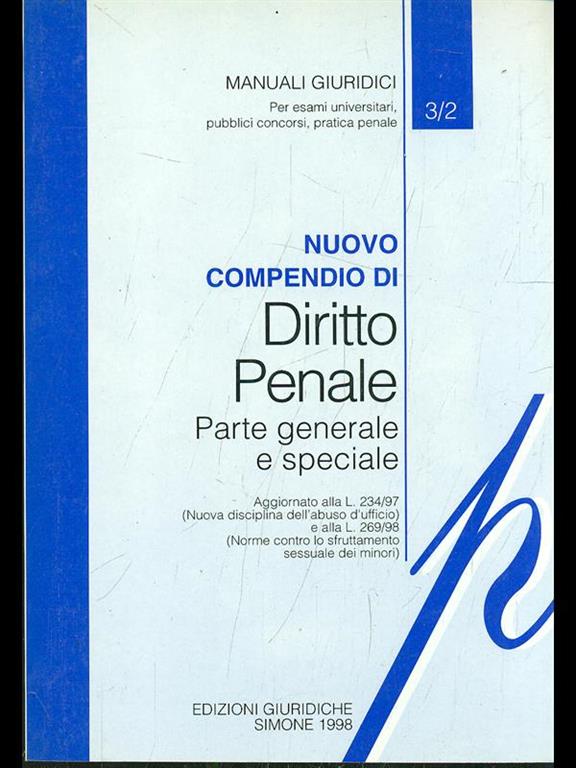 MANUALI GIURIDICI
Per esami universitari,
pubblici concorsi, pratica penale
3/2
NUOVO
COMPENDIO DI
Diritto
Penale
Parte generale
e speciale
Aggiornato alla L. 234/97
(Nuova disciplina dell'abuso d'ufficio)
e alla L. 269/98
(Norme contro lo sfruttamento
sessuale dei minori)
p
EDIZIONI GIURIDICHE
SIMONE 1998